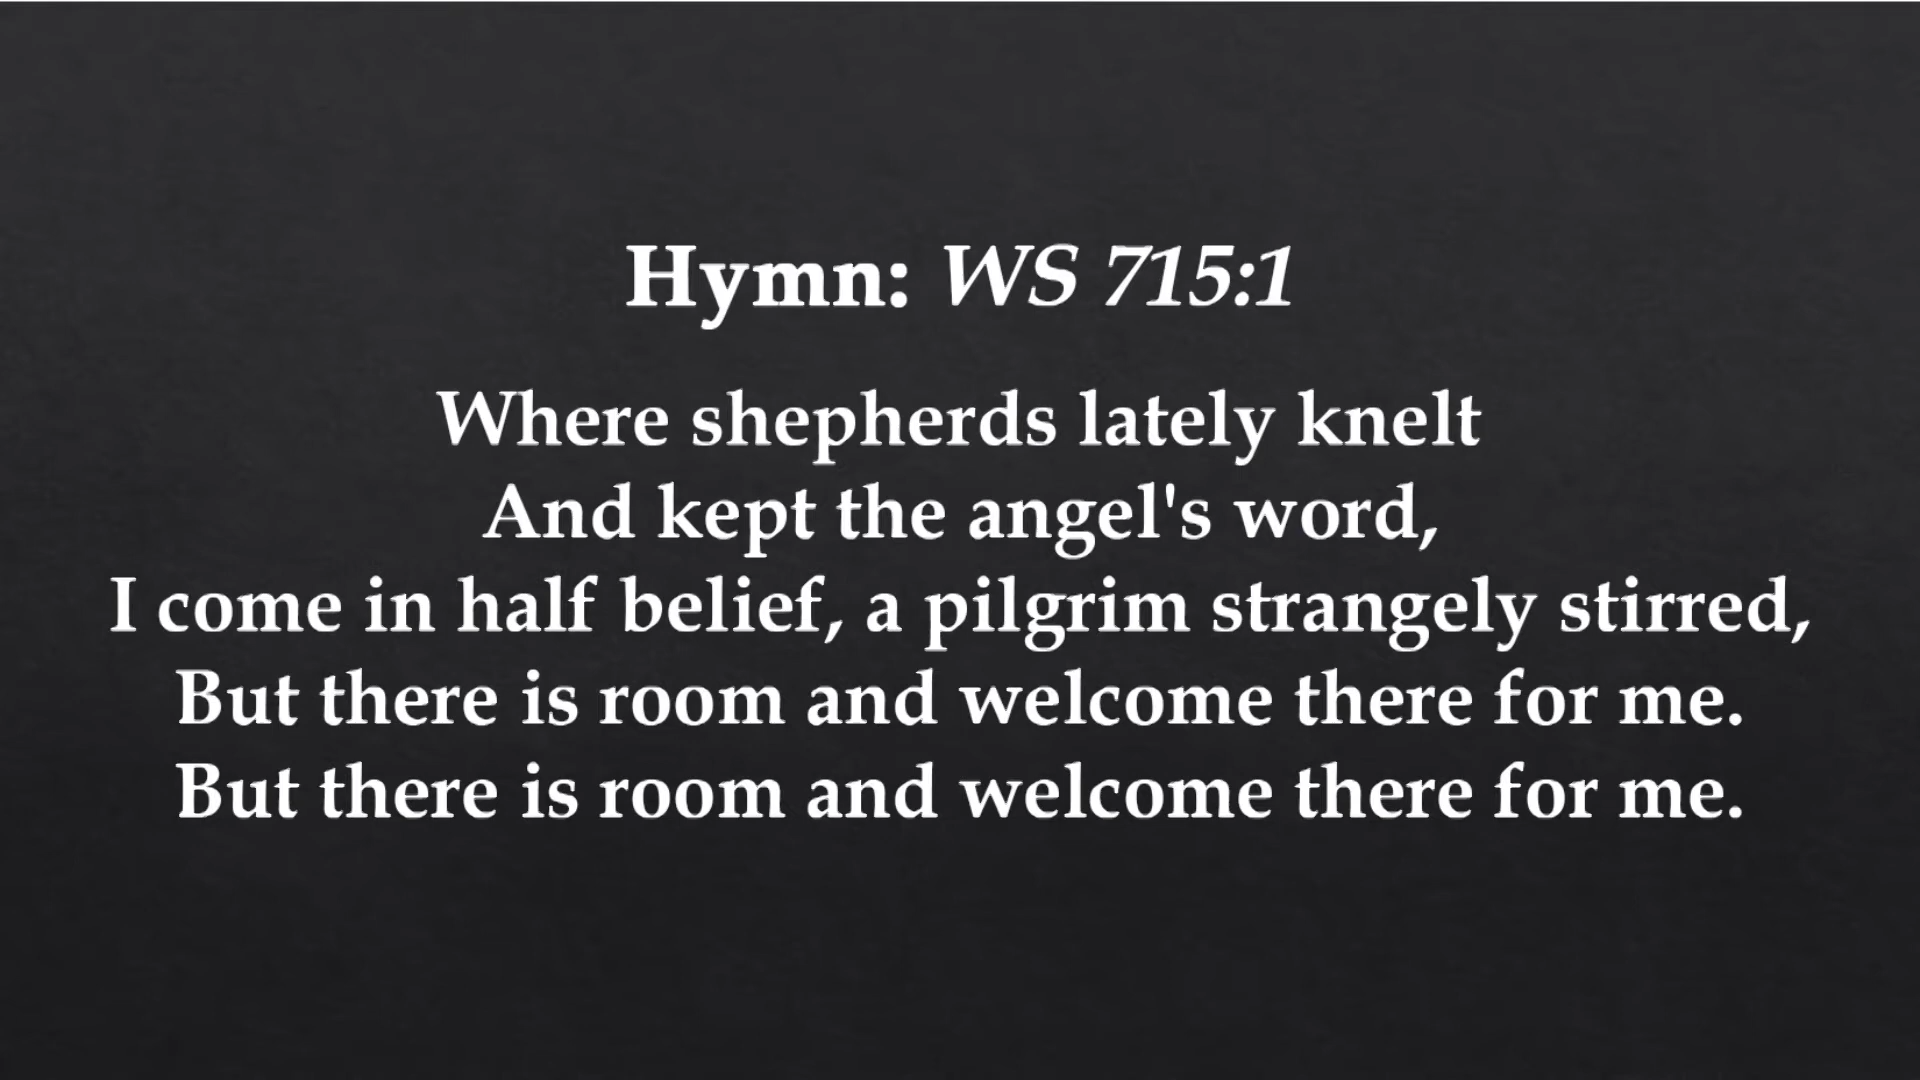 Hymn: WS 715:1
Where shepherds lately knelt
And kept the angel's word,
I come in half belief, a pilgrim strangely stirred,
But there is room and welcome there for me.
But there is room and welcome there for me.